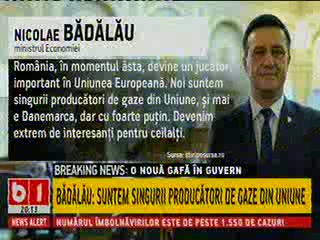 NICOLAE BĂDĂLĂU
ministrul Economiei
România, în momentul ăsta, devine un jucător
important în Uniunea Europeană. Noi suntem
singurii producători de gaze din Uniune, și mai
e Danemarca, dar cu foarte puțin. Devenim
extrem de interesanți pentru ceilalți.
Sursa: stiripesurse.ro
BREAKING NEWS: O NOUĂ GAFĂ ÎN GUVERN
b1
BĂDĂLĂU: SUNTEM SINGURII PRODUCĂTORI DE GAZE DIN UNIUNE
20:13
NEWS ALERT
NUMĂRUL ÎMBOLNĂVIRILOR ESTE DE PESTE 1.550 DE CAZURI